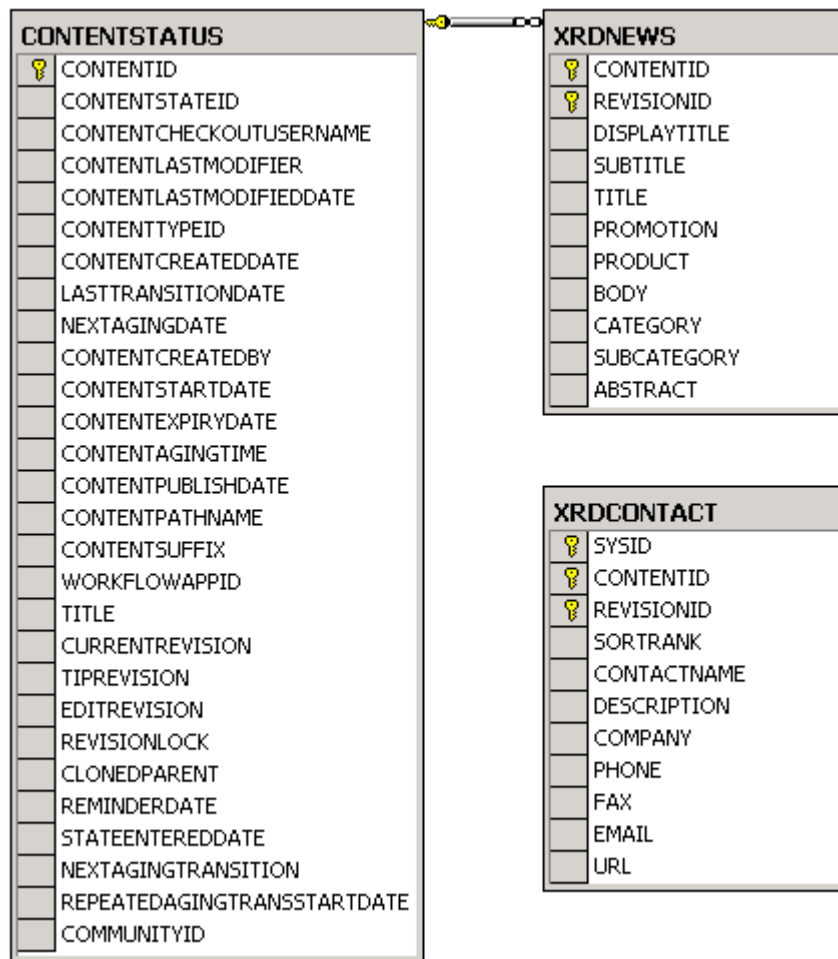 CONTENTSTATUS
CONTENTID
CONTENTSTATEID
CONTENTCHECKOUTUSERNAME
CONTENTLASTMODIFIER
CONTENTLASTMODIFIEDDATE
CONTENTTYPEID
CONTENTCREATEDDATE
LASTTRANSITIONDATE
NEXTAGINGDATE
CONTENTCREATEDBY
CONTENTSTARTDATE
CONTENTEXPIRYDATE
CONTENTAGINGTIME
CONTENTPUBLISHDATE
CONTENTPATHNAME
CONTENTSUFFIX
WORKFLOWAPPID
TITLE
CURRENTREVISION
TIPREVISION
EDITREVISION
REVISIONLOCK
CLONEDPARENT
REMINDERDATE
STATEENTEREDDATE
NEXTAGINGTRANSITION
REPEATEDAGINGTRANSSTARTDATE
COMMUNITYID
XRDNEWS
CONTENTID
REVISIONID
DISPLAYTITLE
SUBTITLE
TITLE
PROMOTION
PRODUCT
BODY
CATEGORY
SUBCATEGORY
ABSTRACT
XRDCONTACT
SYSID
CONTENTID
REVISIONID
SORTRANK
CONTACTNAME
DESCRIPTION
COMPANY
PHONE
FAX
EMAIL
URL